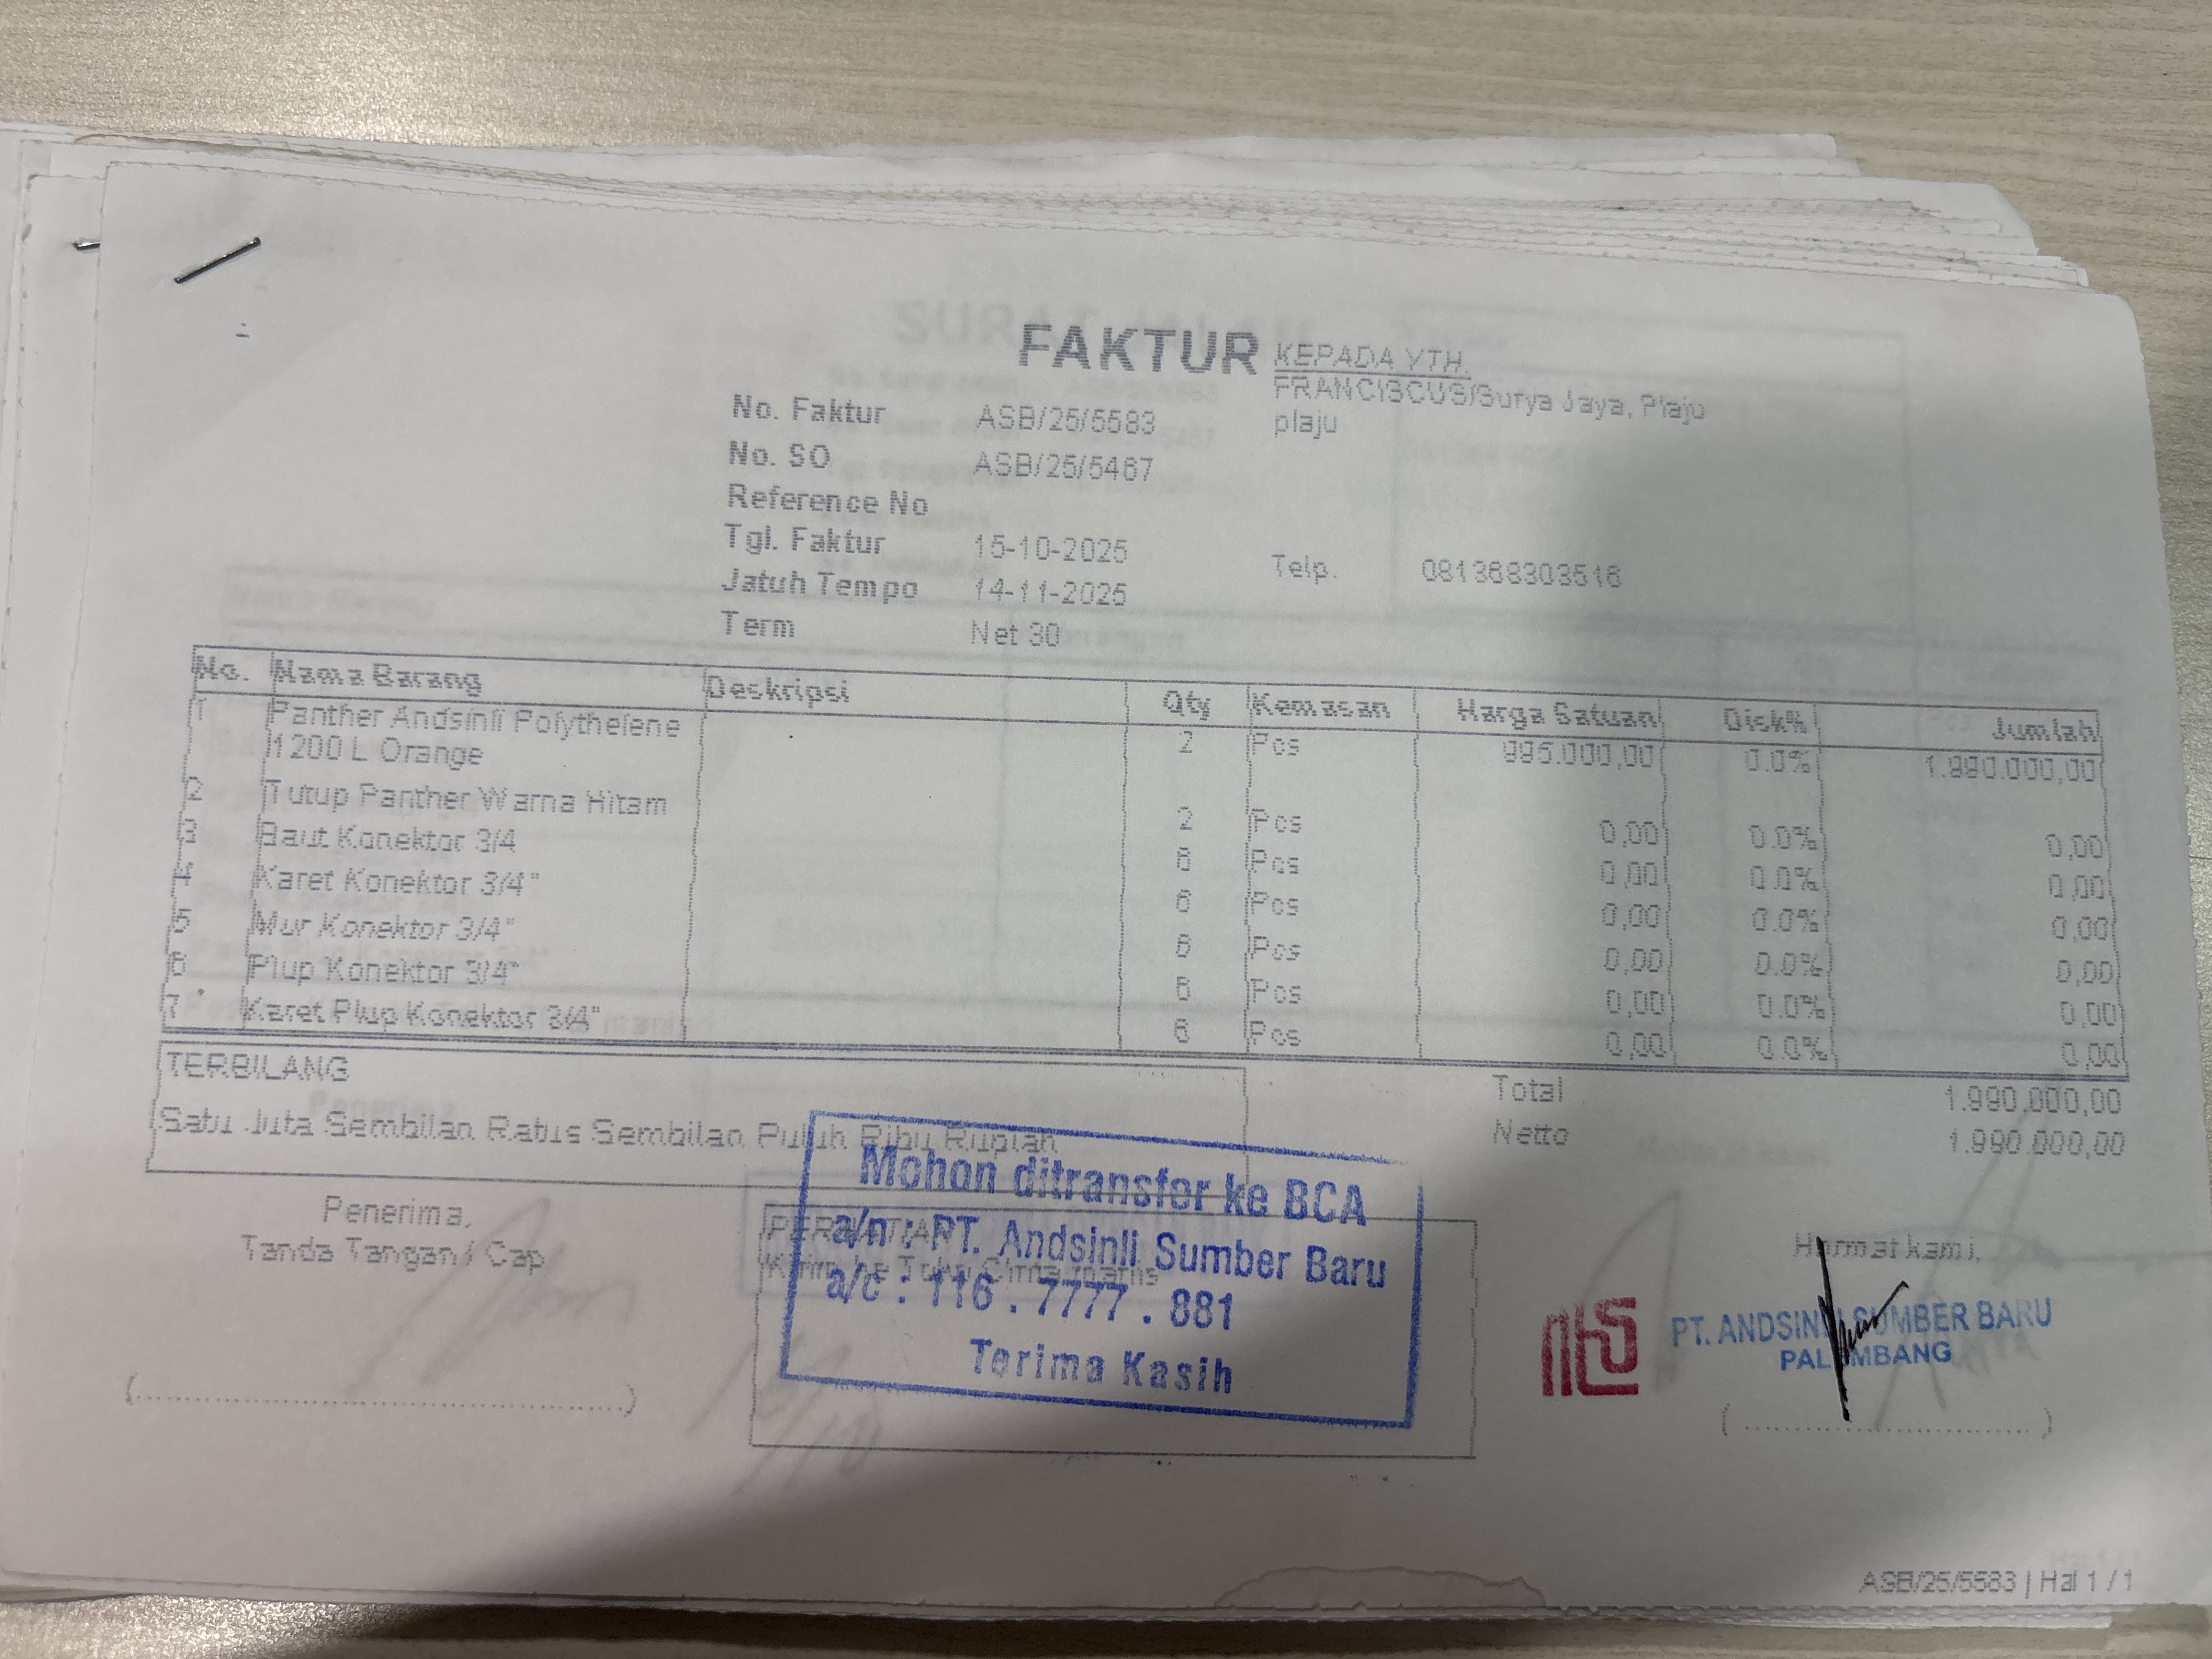 FAKTUR
KEPADA YTH.
FRANCISCUS/Surya Jaya, Plaju
plaju
No. Faktur ASB/25/5583
No. SO ASB/25/5467
Reference No
Tgl. Faktur 15-10-2025
Jatuh Tempo 14-11-2025
Term Net 30
Telp. 081368303516
No. Nama Barang Deskripsi Qty Kemasan Harga Satuan Disk% Jumlah
1 Panther Andsinli Polythelene 2 Pcs 995.000,00 0.0% 1.990.000,00
1200 L Orange
2 Tutup Panther Warna Hitam 2 Pcs 0,00 0.0% 0,00
3 Baut Konektor 3/4 6 Pcs 0,00 0.0% 0,00
4 Karet Konektor 3/4" 6 Pcs 0,00 0.0% 0,00
5 Mur Konektor 3/4" 6 Pcs 0,00 0.0% 0,00
6 Plup Konektor 3/4" 6 Pcs 0,00 0.0% 0,00
7 Karet Plup Konektor 3/4" 6 Pcs 0,00 0.0% 0,00
TERBILANG
Satu Juta Sembilan Ratus Sembilan Puluh Ribu Rupiah
Total 1.990.000,00
Netto 1.990.000,00
Penerima,
Tanda Tangan / Cap
Mohon ditransfer ke BCA
a/n : PT. Andsinli Sumber Baru
a/c : 116 . 7777 . 881
Terima Kasih
Hormat kami,
PT. ANDSINLI SUMBER BARU
PALEMBANG
ASB/25/5583 | Hal 1 / 1